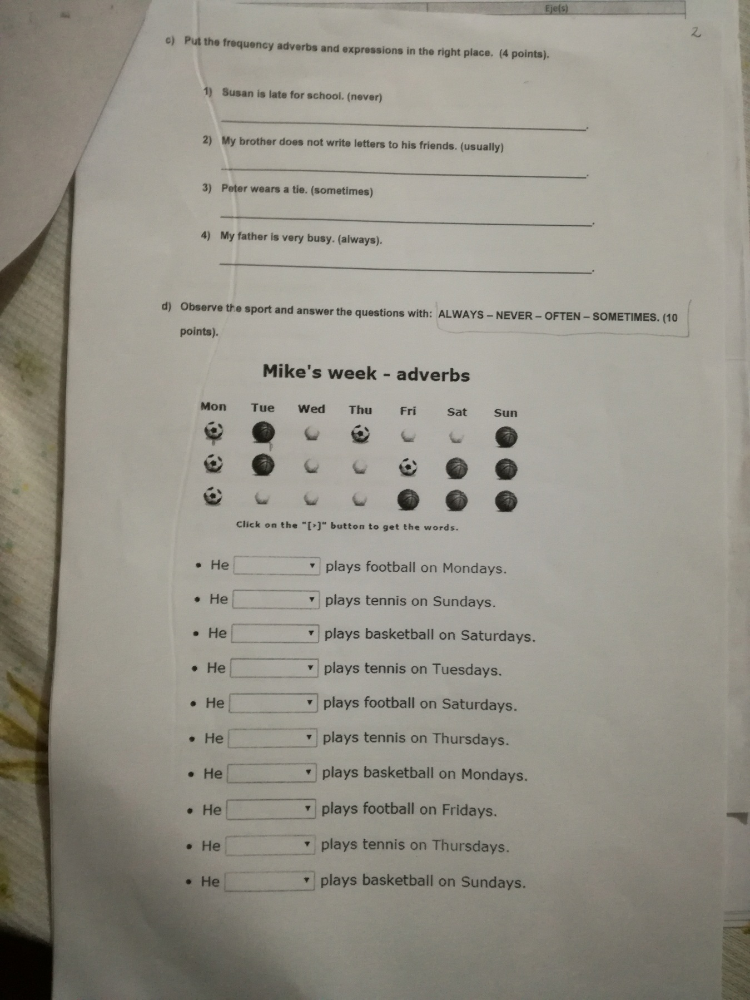 Eje(s)
2
c) Put the frequency adverbs and expressions in the right place. (4 points).
1) Susan is late for school. (never)
.
2) My brother does not write letters to his friends. (usually)
.
3) Peter wears a tie. (sometimes)
.
4) My father is very busy. (always).
.
d) Observe the sport and answer the questions with: ALWAYS – NEVER – OFTEN – SOMETIMES. (10
points).
Mike's week - adverbs
Mon Tue Wed Thu Fri Sat Sun
Click on the "[>]" button to get the words.
• He plays football on Mondays.
• He plays tennis on Sundays.
• He plays basketball on Saturdays.
• He plays tennis on Tuesdays.
• He plays football on Saturdays.
• He plays tennis on Thursdays.
• He plays basketball on Mondays.
• He plays football on Fridays.
• He plays tennis on Thursdays.
• He plays basketball on Sundays.